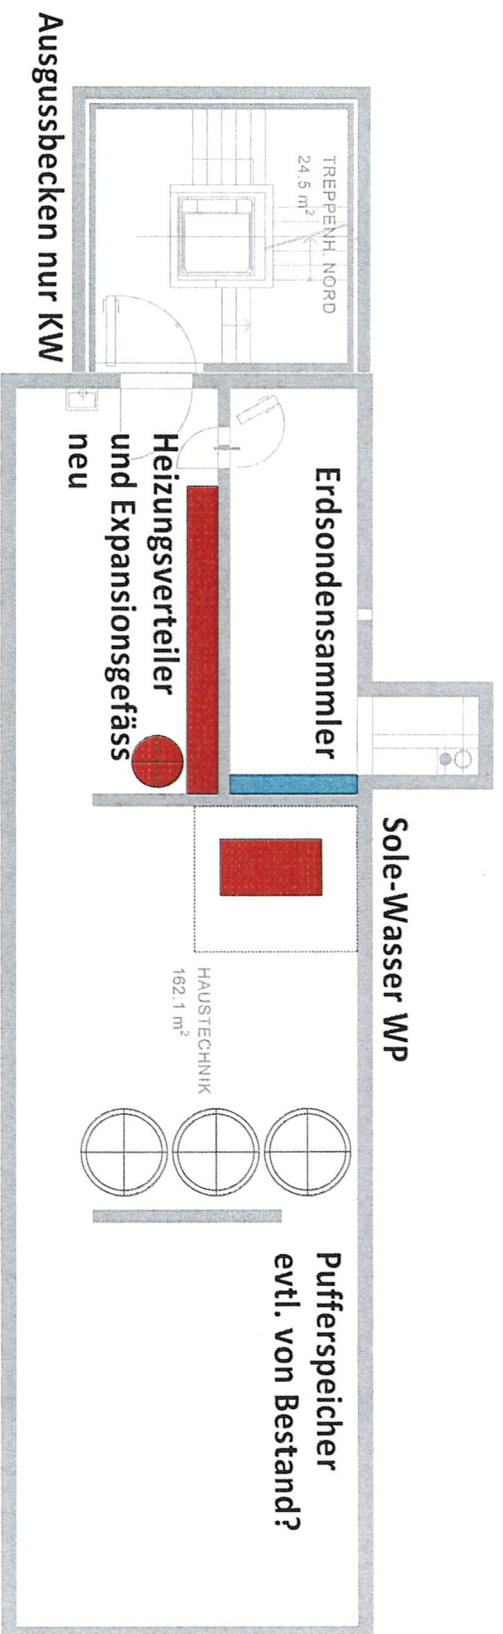 Ausgussbecken nur KW
TREPPENH. NORD
24.5 m²
Erdsondensammler
Heizungsverteiler
und Expansionsgefäss
neu
Sole-Wasser WP
HAUSTECHNIK
162.1 m²
Pufferspeicher
evtl. von Bestand?